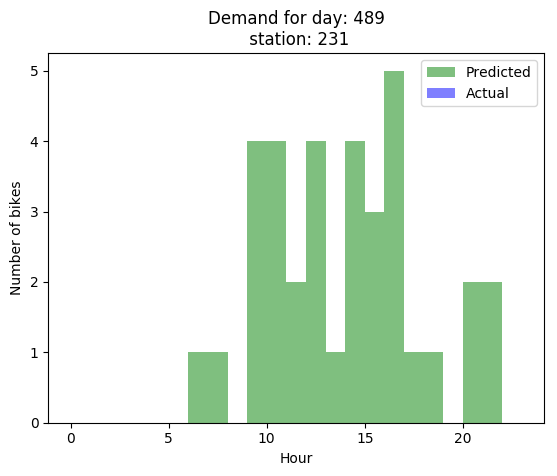 Demand for day: 489
station: 231
Predicted
Actual
5
4
3
2
1
0
Number of bikes
0 5 10 15 20
Hour